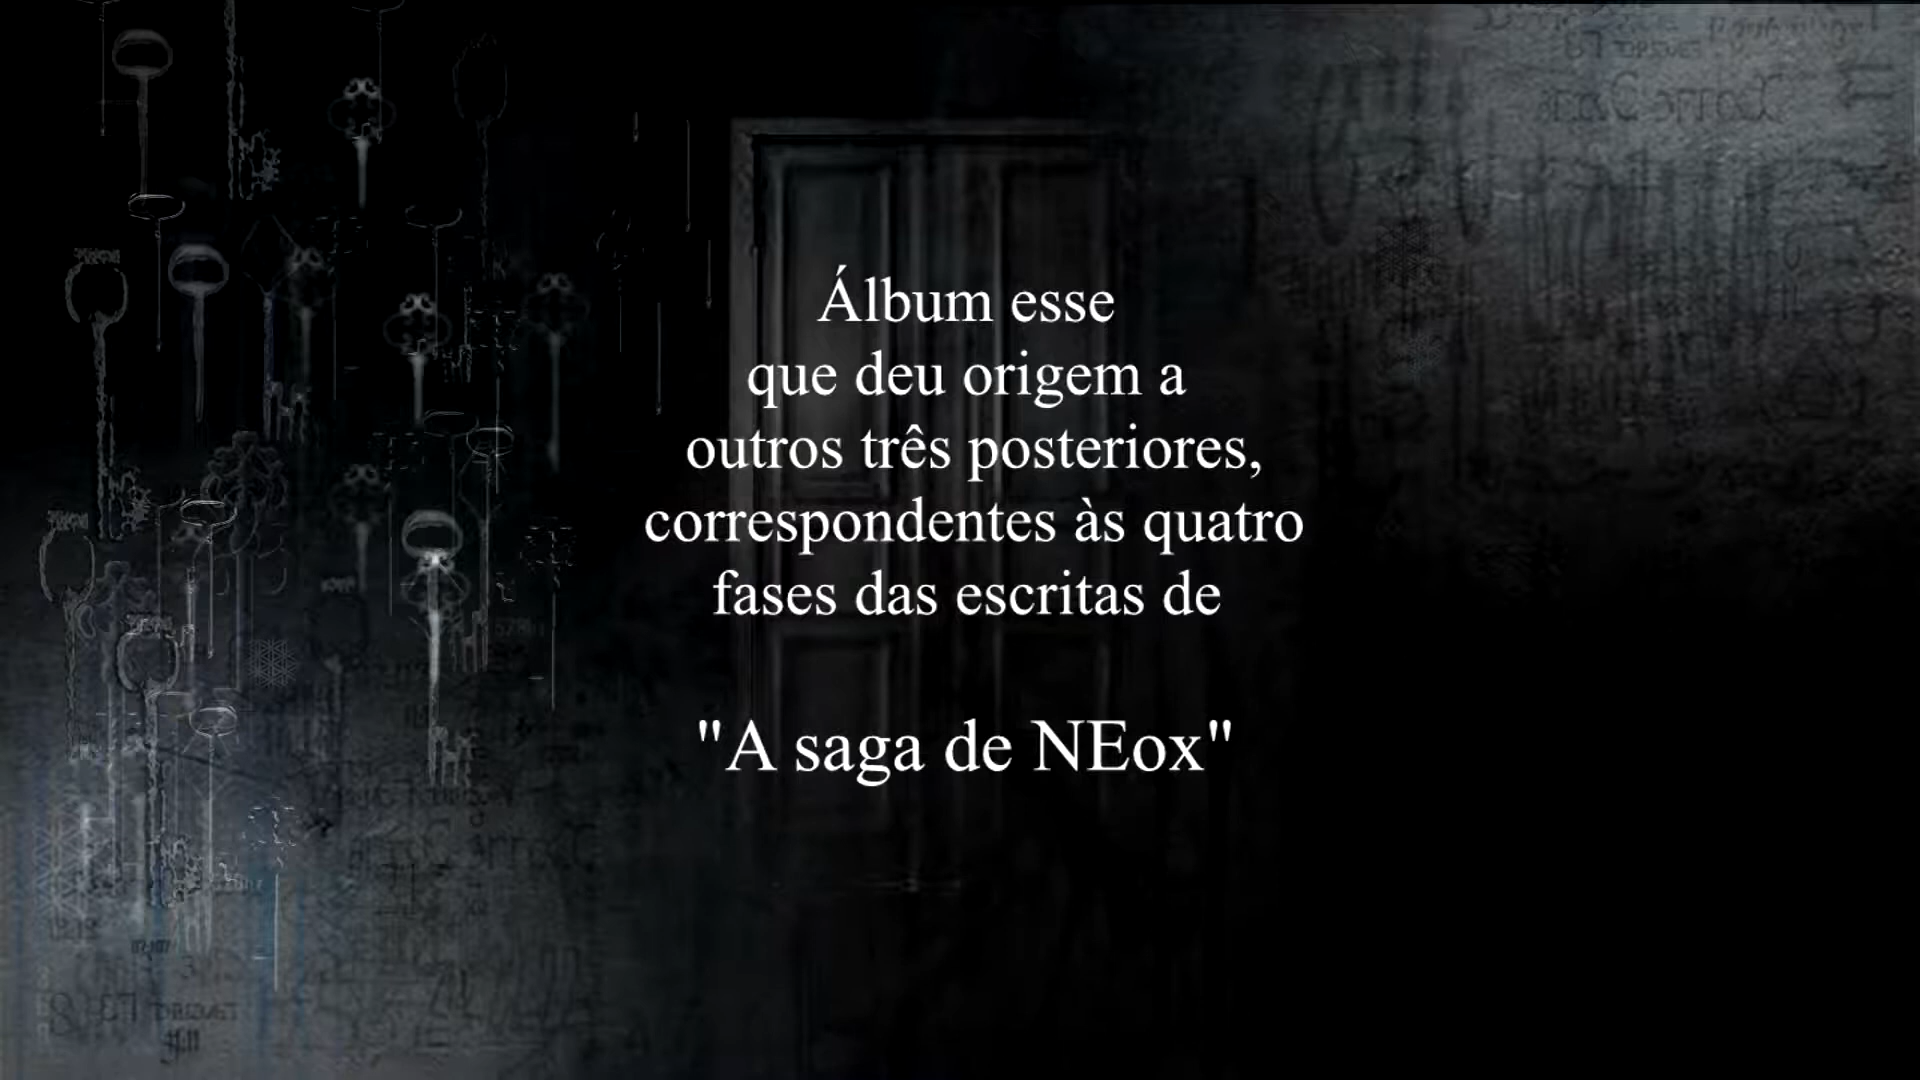 Álbum esse
que deu origem a
outros três posteriores,
correspondentes às quatro
fases das escritas de
"A saga de NEox"